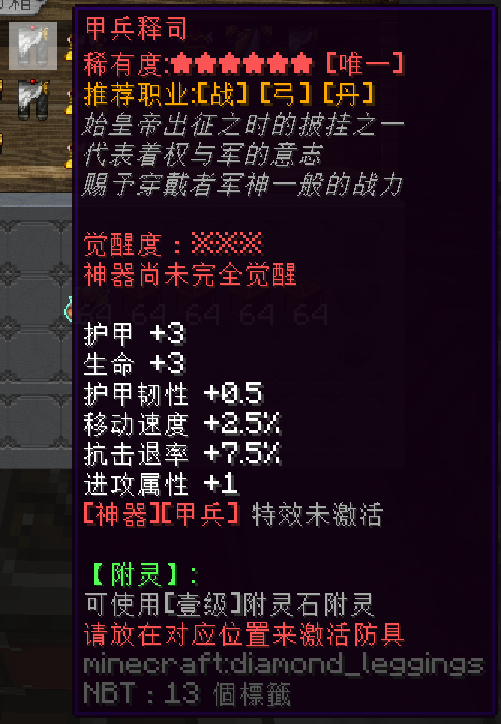 甲兵释司
稀有度:★★★★★★ [唯一]
推荐职业:[战] [弓] [丹]
始皇帝出征之时的披挂之一
代表着权与军的意志
赐予穿戴者军神一般的战力
觉醒度：※※※
神器尚未完全觉醒
64 64 64 64
护甲 +3
生命 +3
护甲韧性 +0.5
移动速度 +2.5%
抗击退率 +7.5%
进攻属性 +1
[神器][甲兵] 特效未激活
【附灵】:
可使用[壹级]附灵石附灵
请放在对应位置来激活防具
minecraft:diamond_leggings
NBT：13 個標籤